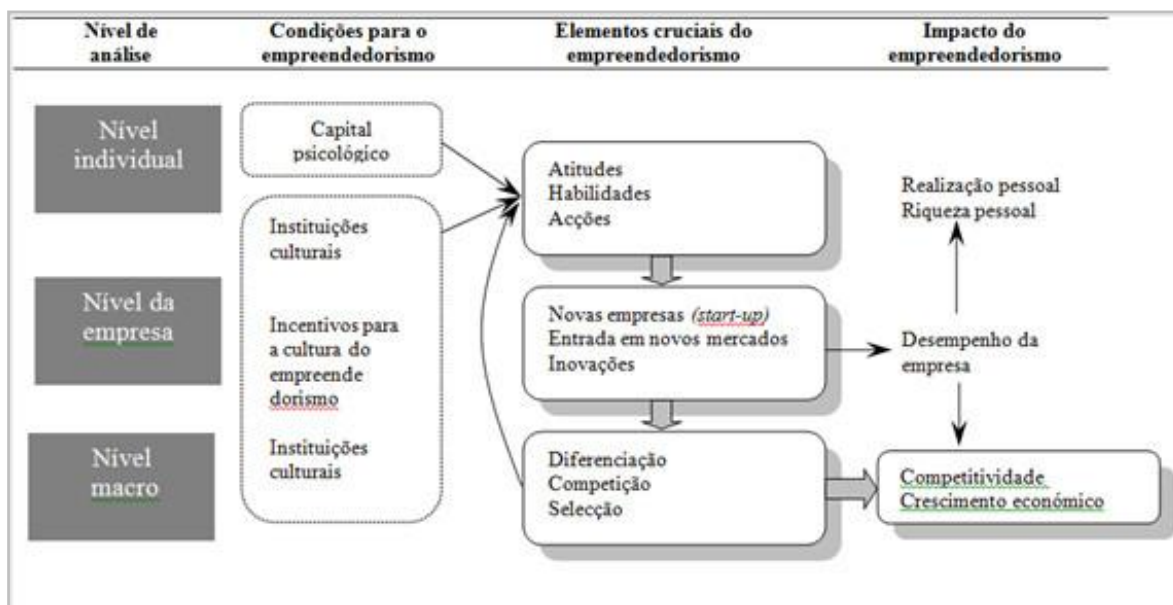 Nível de
análise
Condições para o
empreendedorismo
Elementos cruciais do
empreendedorismo
Impacto do
empreendedorismo
Nível
individual
Capital
psicológico
Atitudes
Habilidades
Acções
Realização pessoal
Riqueza pessoal
Instituições
culturais
Nível da
empresa
Incentivos para
a cultura do
empreende
dorismo
Novas empresas (start-up)
Entrada em novos mercados
Inovações
Desempenho da
empresa
Nível
macro
Instituições
culturais
Diferenciação
Competição
Selecção
Competitividade
Crescimento económico